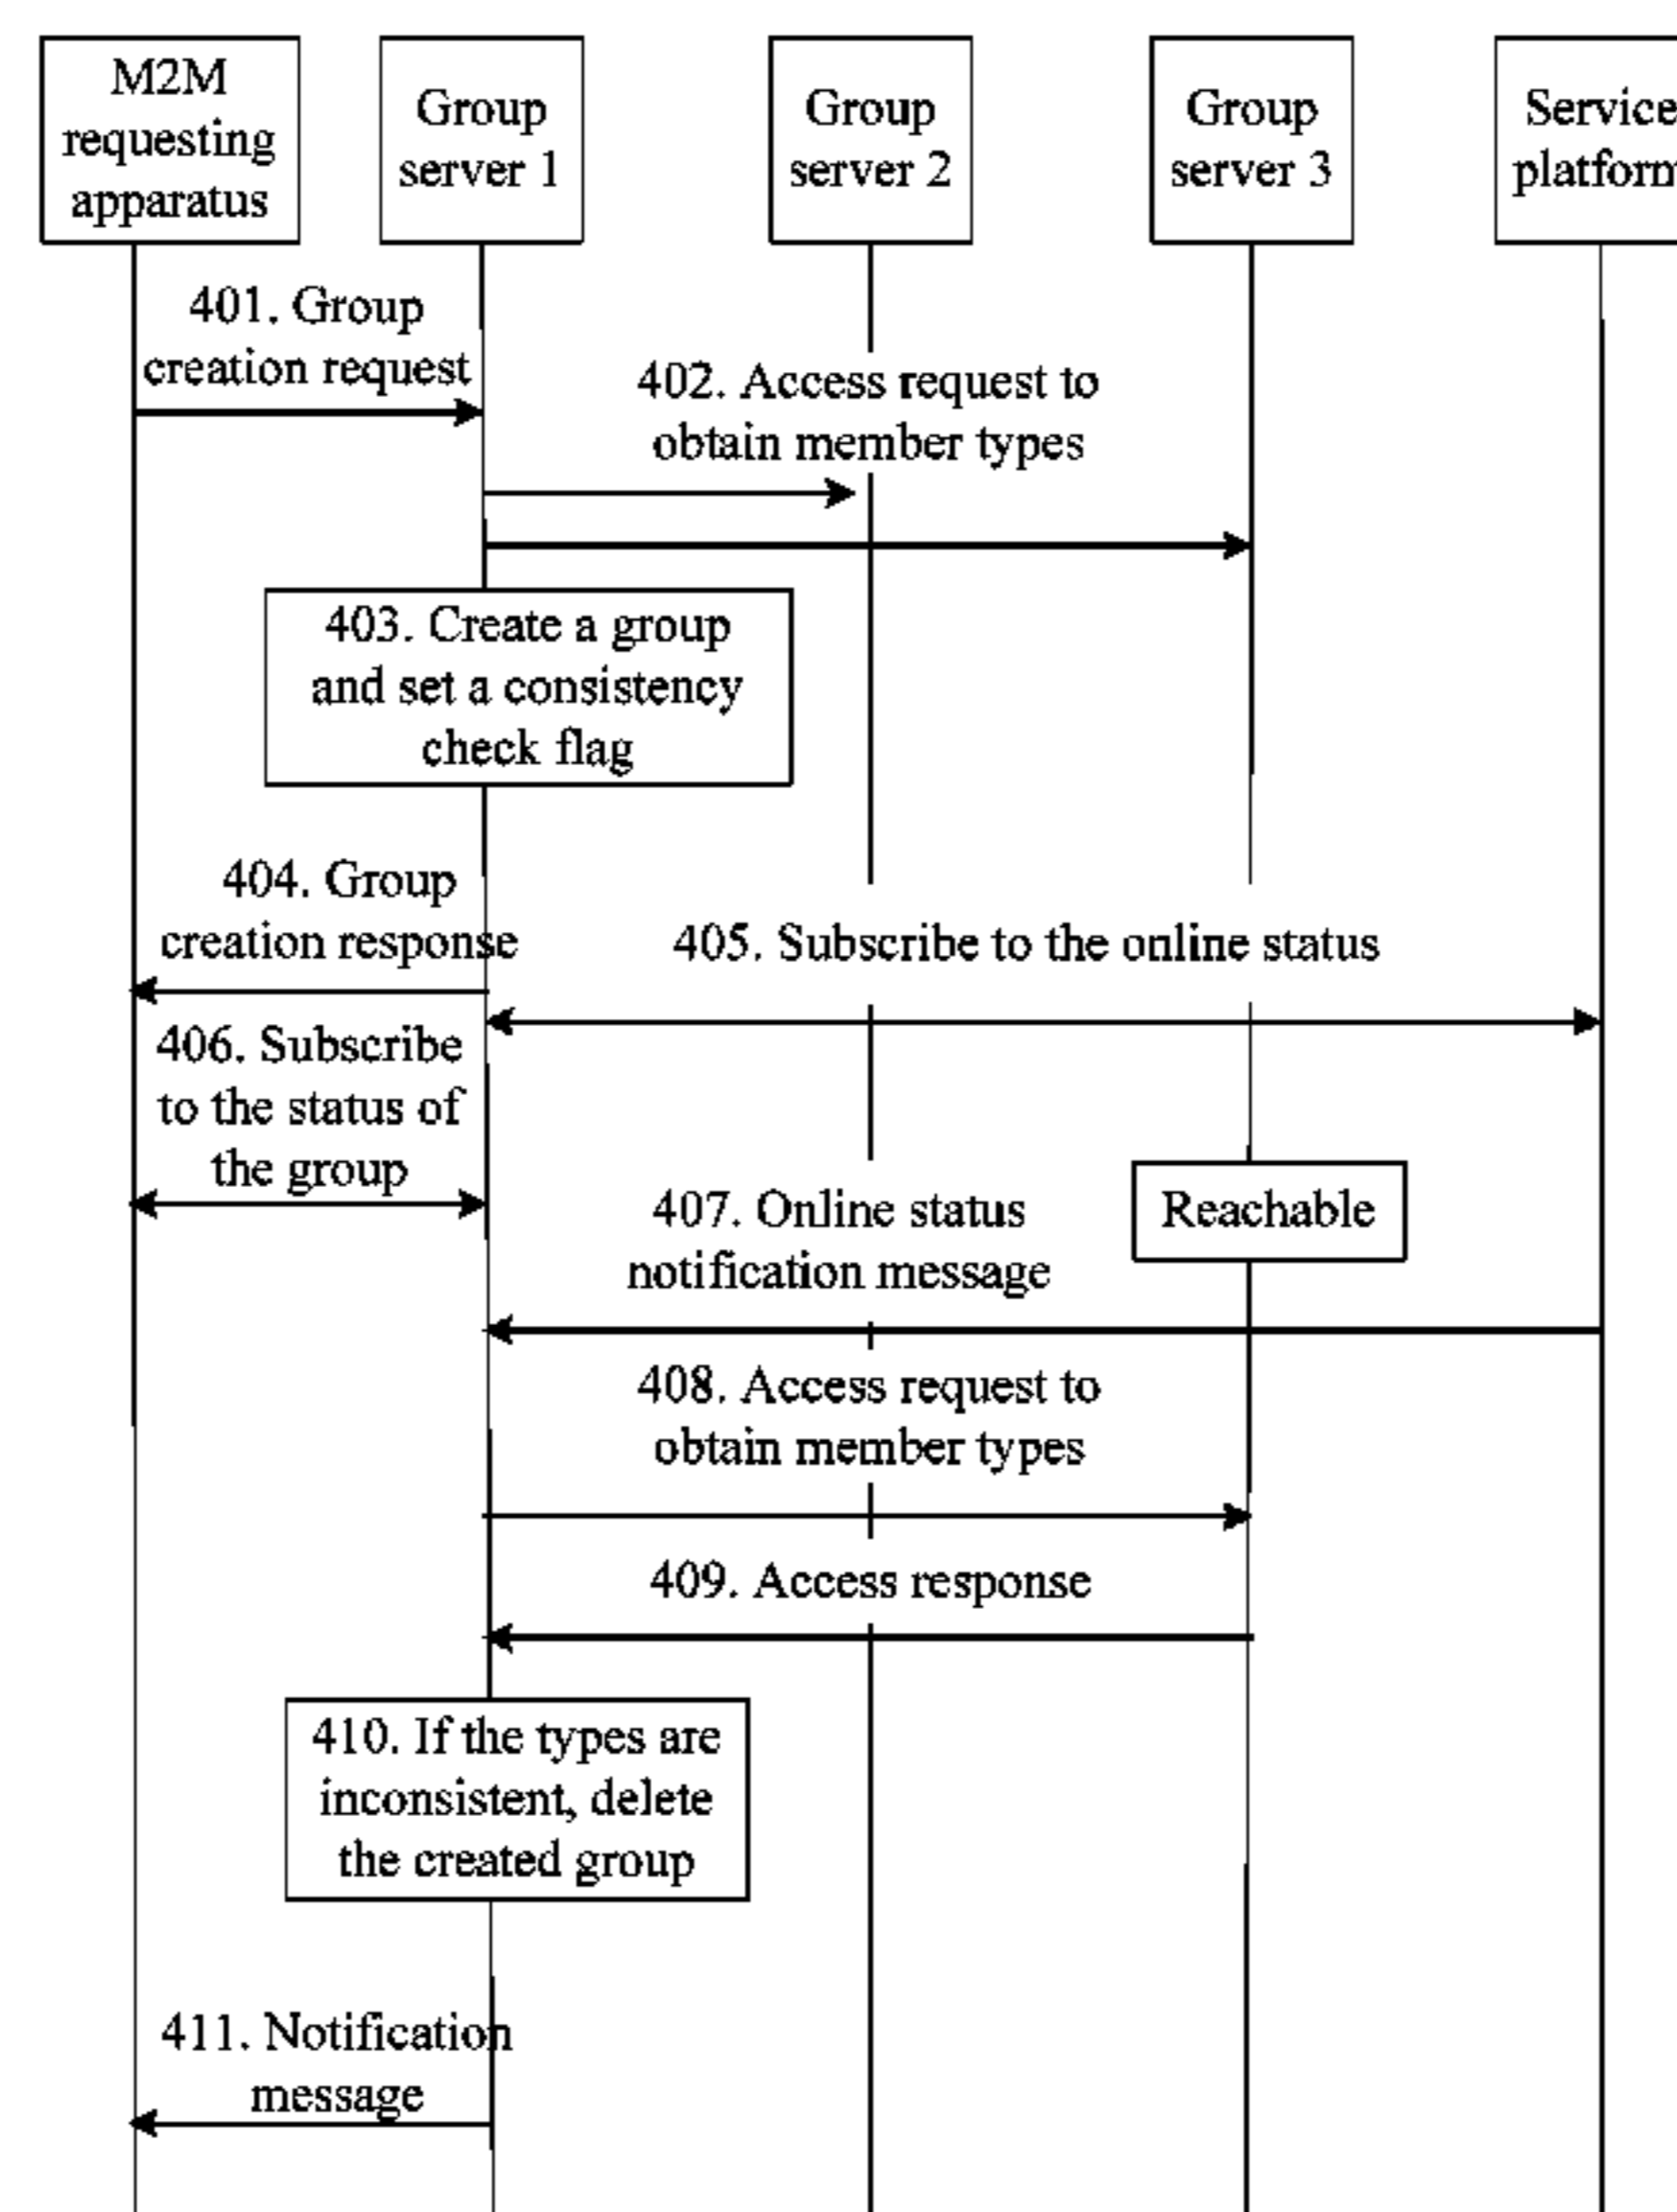 M2M
requesting
apparatus
Group
server 1
Group
server 2
Group
server 3
Service
platform
401. Group
creation request
402. Access request to
obtain member types
403. Create a group
and set a consistency
check flag
404. Group
creation response
405. Subscribe to the online status
406. Subscribe
to the status of
the group
407. Online status
notification message
Reachable
408. Access request to
obtain member types
409. Access response
410. If the types are
inconsistent, delete
the created group
411. Notification
message